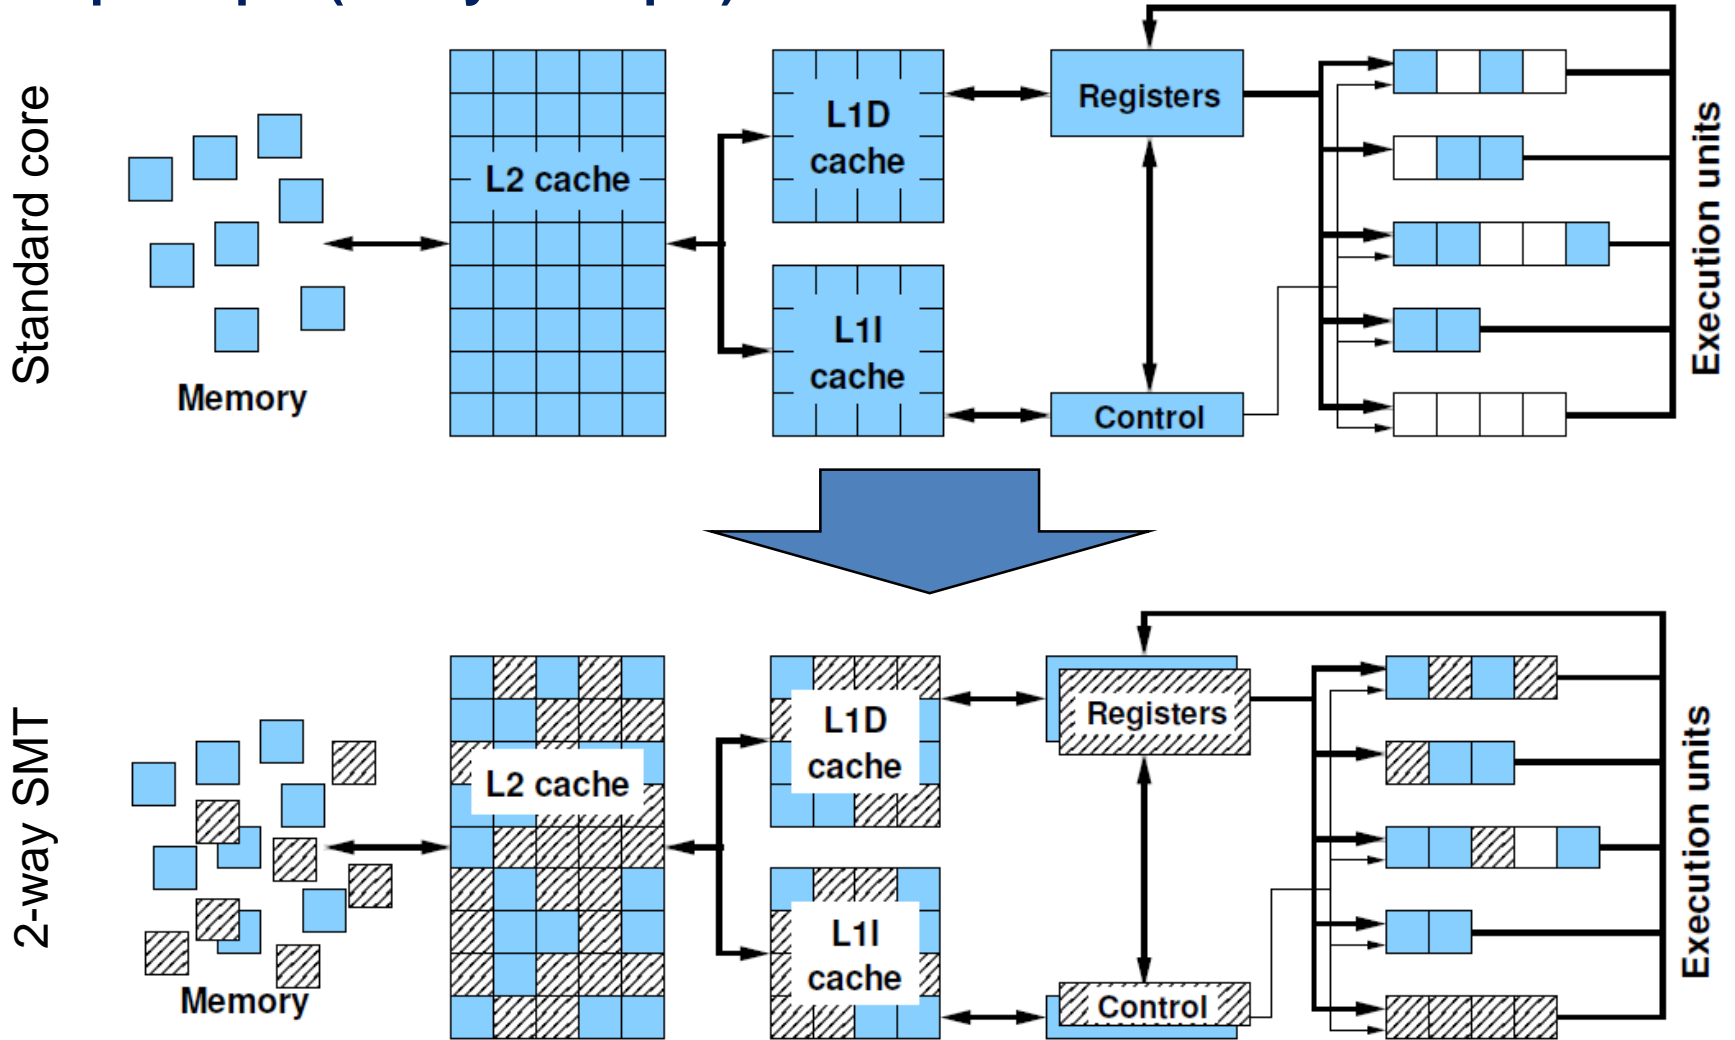 Standard core
Memory
L2 cache
L1D
cache
L1I
cache
Registers
Control
Execution units
2-way SMT
Memory
L2 cache
L1D
cache
L1I
cache
Registers
Control
Execution units